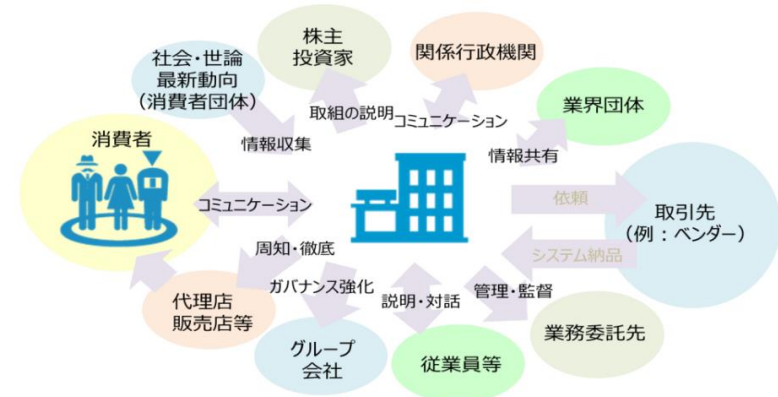 株主
投資家
関係行政機関
社会・世論
最新動向
（消費者団体）
業界団体
取組の説明
コミュニケーション
消費者
情報収集
情報共有
コミュニケーション
依頼
取引先
（例：ベンダー）
周知・徹底
システム納品
ガバナンス強化
説明・対話
管理・監督
代理店
販売店等
業務委託先
グループ
会社
従業員等